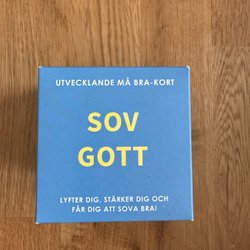 UTVECKLANDE MÅ BRA-KORT
SOV
GOTT
LYFTER DIG, STÄRKER DIG OCH
FÅR DIG ATT SOVA BRA!